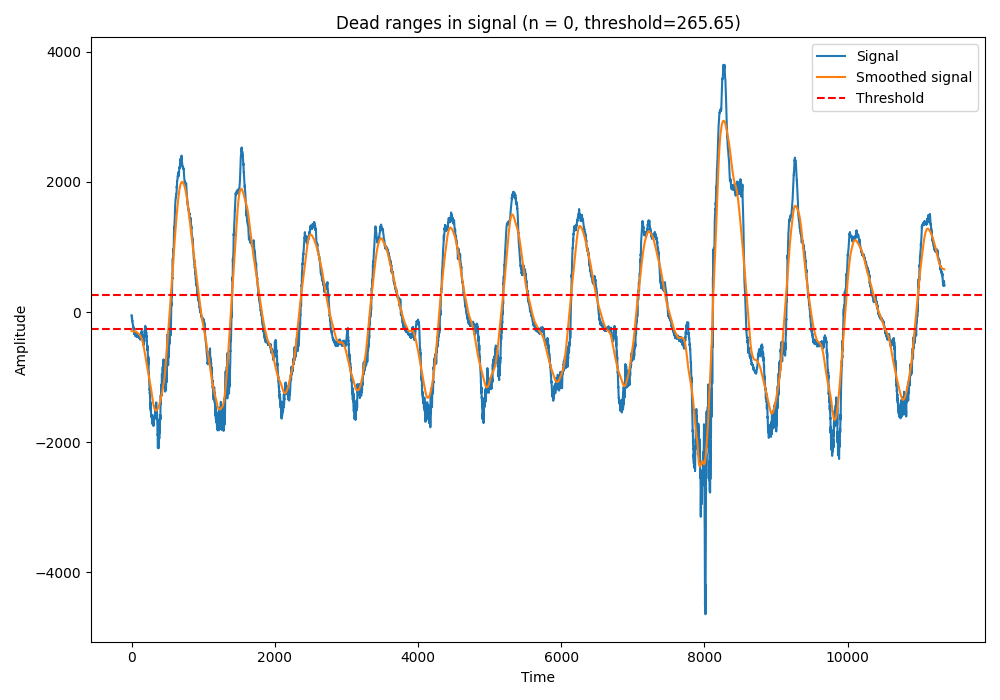 Dead ranges in signal (n = 0, threshold=265.65)
Signal
Smoothed signal
Threshold
4000
2000
0
−2000
−4000
Amplitude
0
2000
4000
6000
8000
10000
Time